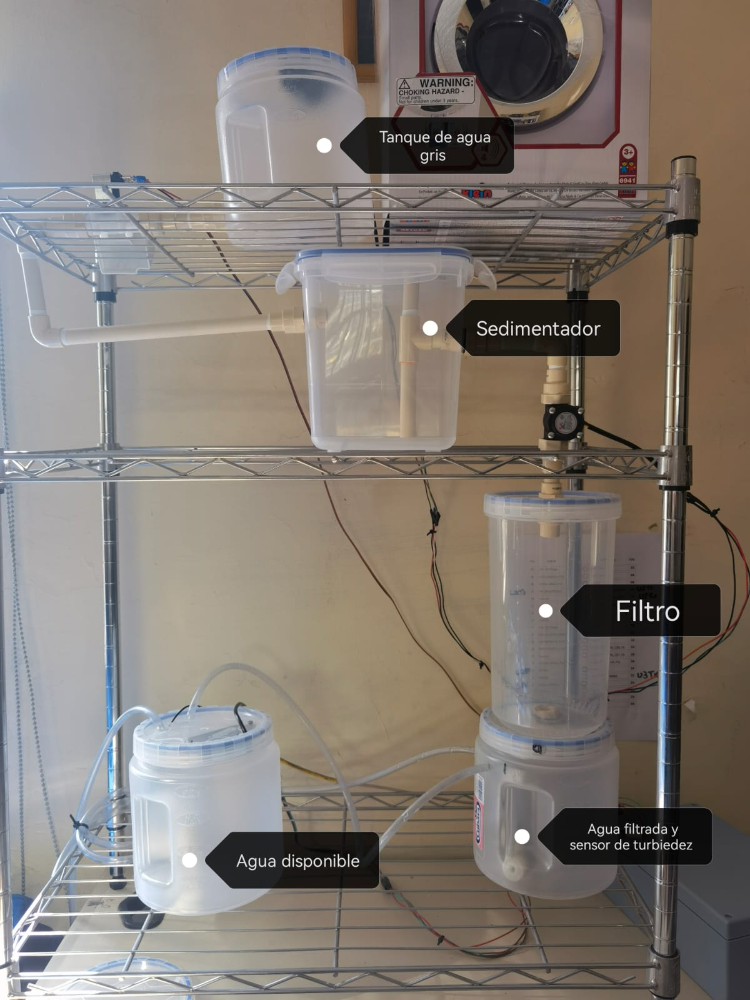 WARNING:
CHOKING HAZARD -
Small parts.
Not for children under 3 years.
Tanque de agua
gris
3+
6941
klein
Sedimentador
Filtro
Agua filtrada y
sensor de turbiedez
Agua disponible